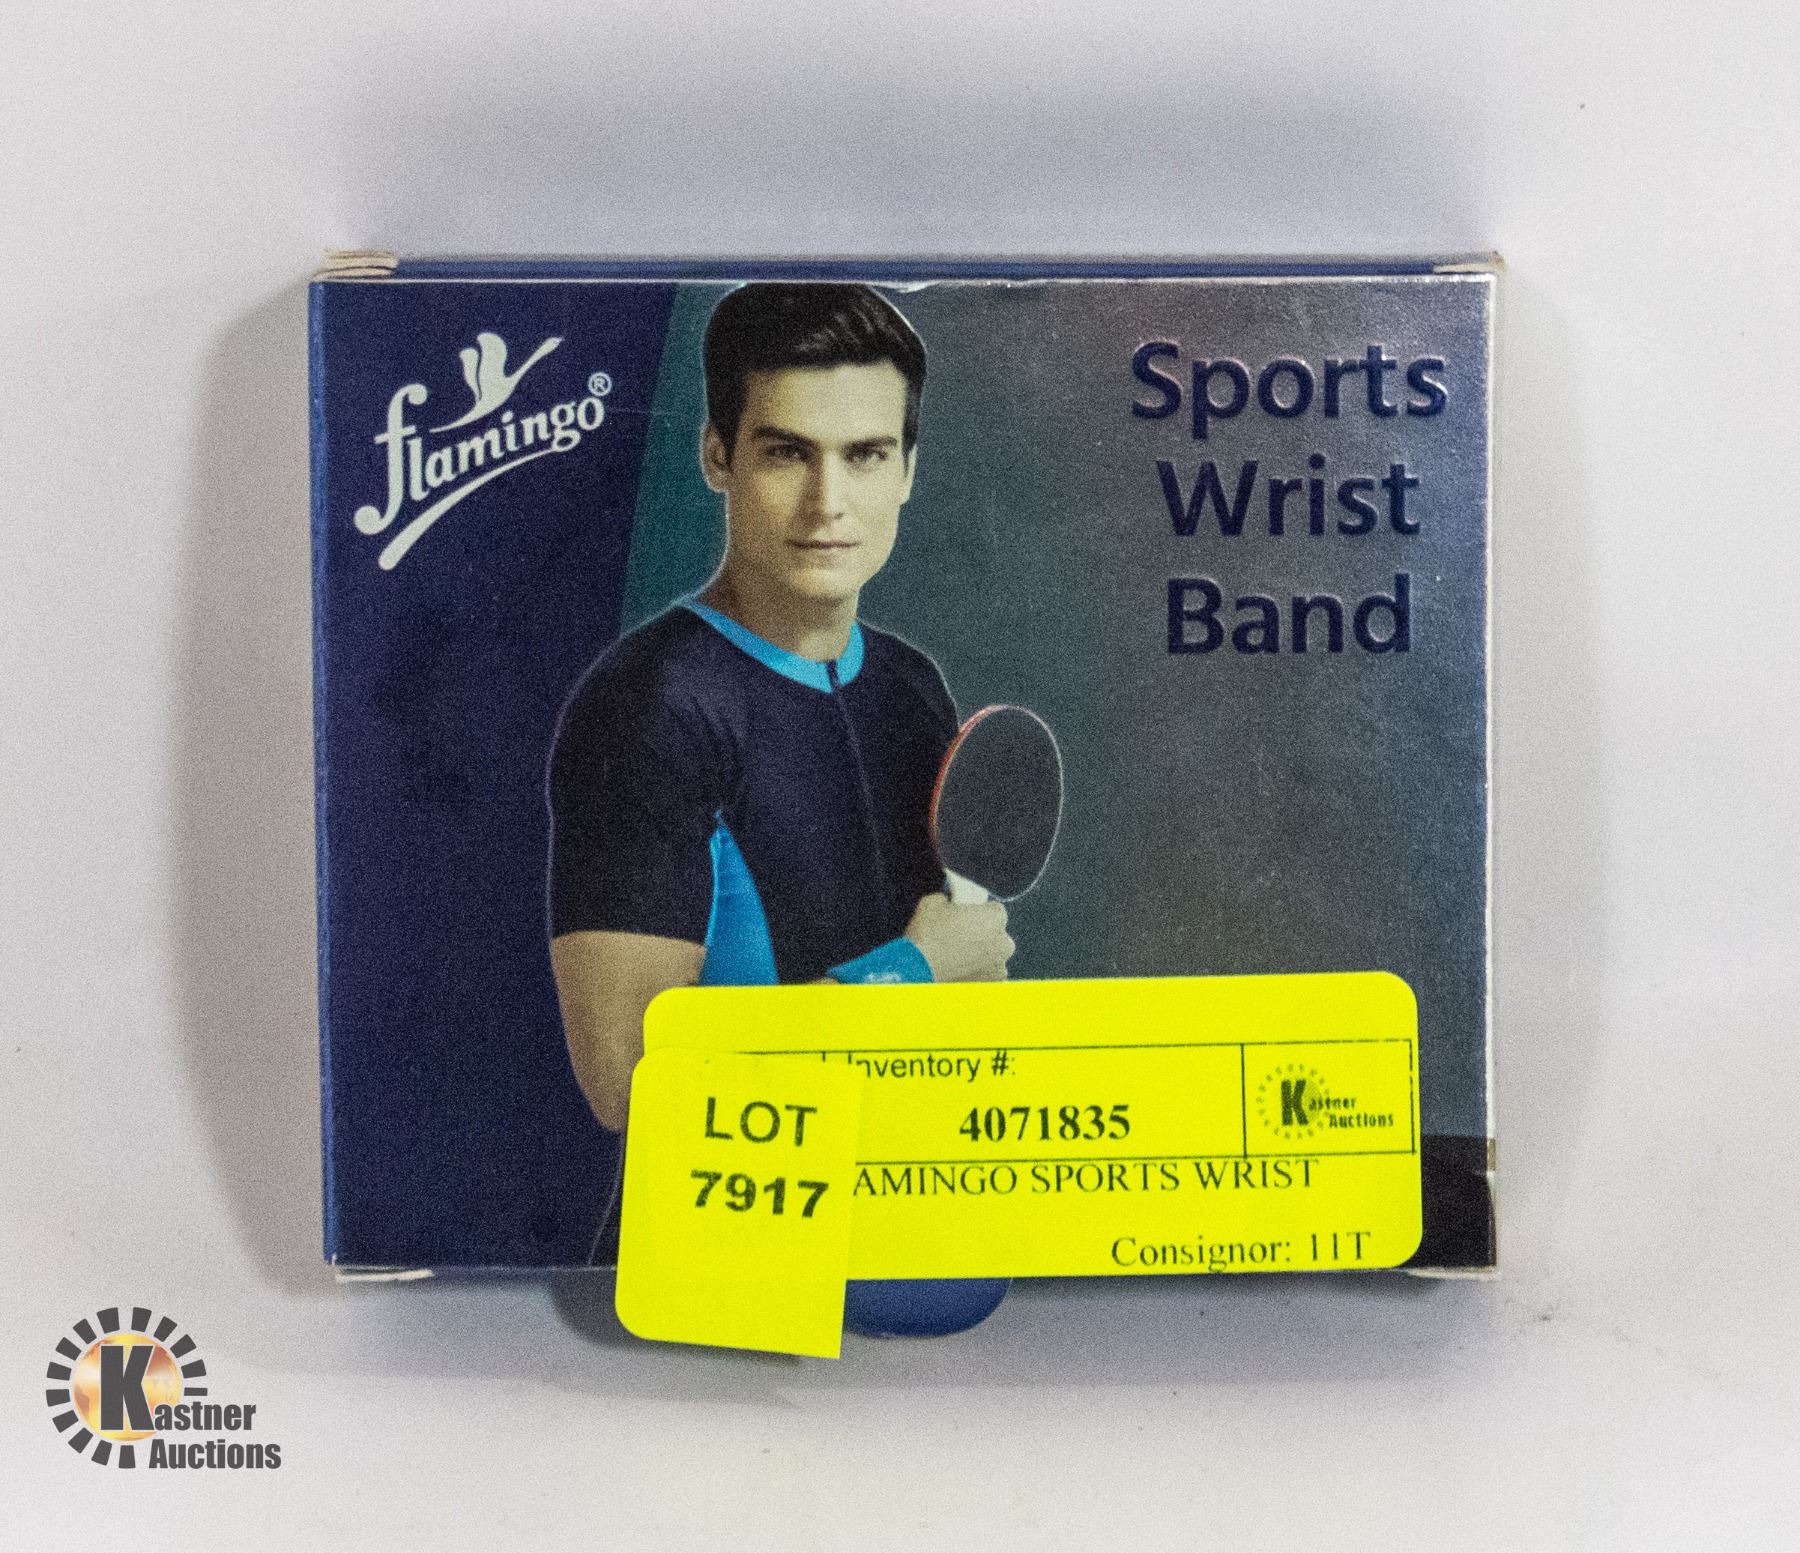 flamingo®
Sports
Wrist
Band
Inventory #:
4071835
Kastner
Auctions
LOT
7917
AMINGO SPORTS WRIST
Consignor: 11T
Kastner
Auctions